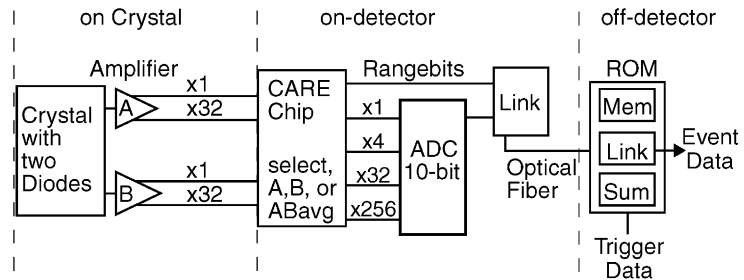 on Crystal
on-detector
off-detector
Amplifier
Rangebits
ROM
Crystal
with
two
Diodes
A
x1
x32
B
x1
x32
CARE
Chip
select,
A,B, or
ABavg
x1
x4
x32
x256
ADC
10-bit
Link
Optical
Fiber
Mem
Link
Sum
Event
Data
Trigger
Data